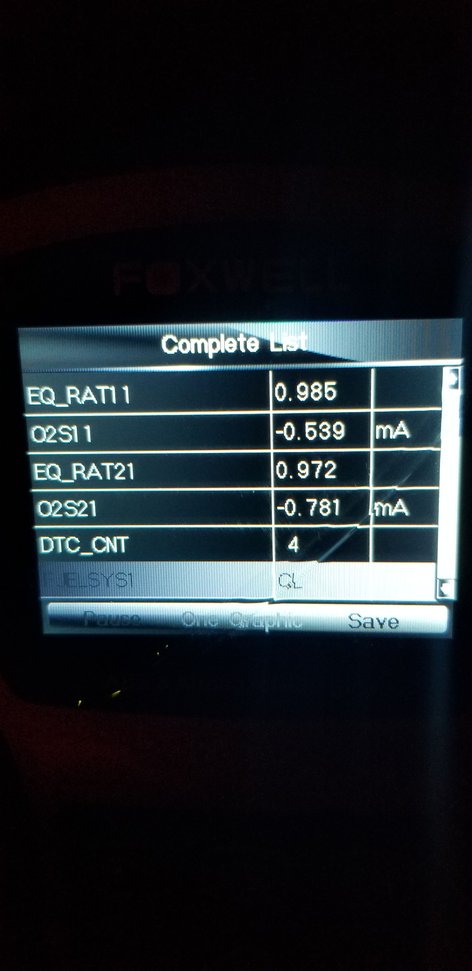 FOXWELL
Complete List
EQ_RAT11 0.985
O2S11 -0.539 mA
EQ_RAT21 0.972
O2S21 -0.781 mA
DTC_CNT 4
FUELSYS1 CL
Pause One Graphic Save